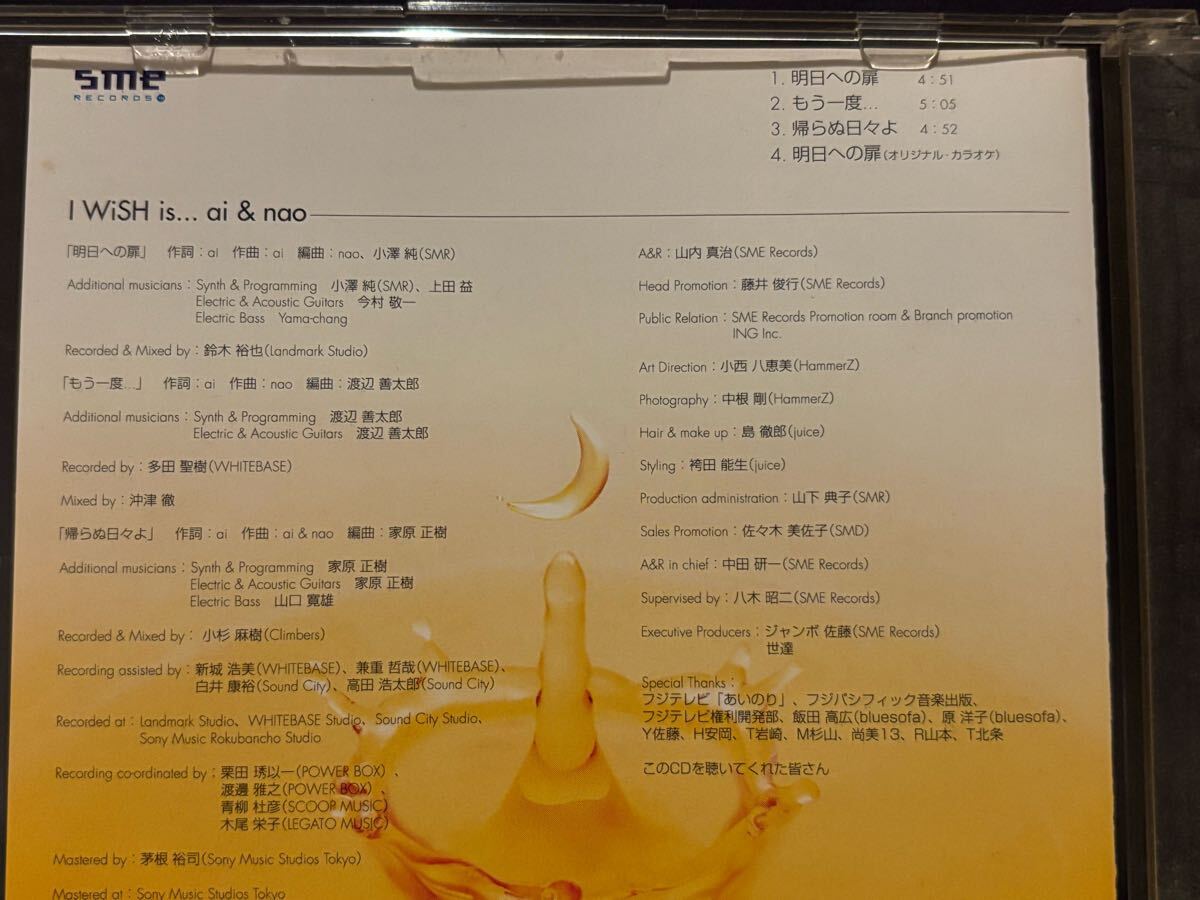 sme
RECORDS
1. 明日への扉 4:51
2. もう一度… 5:05
3. 帰らぬ日々よ 4:52
4. 明日への扉(オリジナル・カラオケ)
I WiSH is... ai & nao
「明日への扉」 作詞：ai 作曲：ai 編曲：nao、小澤 純(SMR)
Additional musicians：Synth & Programming 小澤 純(SMR)、上田 益
Electric & Acoustic Guitars 今村 敬一
Electric Bass Yama-chang
Recorded & Mixed by：鈴木 裕也(Landmark Studio)
「もう一度…」 作詞：ai 作曲：nao 編曲：渡辺 善太郎
Additional musicians：Synth & Programming 渡辺 善太郎
Electric & Acoustic Guitars 渡辺 善太郎
Recorded by：多田 聖樹(WHITEBASE)
Mixed by：沖津 徹
「帰らぬ日々よ」 作詞：ai 作曲：ai & nao 編曲：家原 正樹
Additional musicians：Synth & Programming 家原 正樹
Electric & Acoustic Guitars 家原 正樹
Electric Bass 山口 寛雄
Recorded & Mixed by： 小杉 麻樹(Climbers)
Recording assisted by：新城 浩美(WHITEBASE)、兼重 哲哉(WHITEBASE)、
白井 康裕(Sound City)、高田 浩太郎(Sound City)
Recorded at：Landmark Studio、WHITEBASE Studio、Sound City Studio、
Sony Music Rokubancho Studio
Recording co-ordinated by：栗田 琇以一(POWER BOX)、
渡邊 雅之(POWER BOX)、
青柳 杜彦(SCOOP MUSIC)
木尾 栄子(LEGATO MUSIC)
Mastered by：茅根 裕司(Sony Music Studios Tokyo)
Mastered at：Sony Music Studios Tokyo
A&R：山内 真治(SME Records)
Head Promotion：藤井 俊行(SME Records)
Public Relation：SME Records Promotion room & Branch promotion
ING Inc.
Art Direction：小西 八恵美(HammerZ)
Photography：中根 剛(HammerZ)
Hair & make up：島 徹郎(juice)
Styling：袴田 能生(juice)
Production administration：山下 典子(SMR)
Sales Promotion：佐々木 美佐子(SMD)
A&R in chief：中田 研一(SME Records)
Supervised by：八木 昭二(SME Records)
Executive Producers：ジャンボ 佐藤(SME Records)
世達
Special Thanks：
フジテレビ「あいのり」、フジパシフィック音楽出版、
フジテレビ権利開発部、飯田 高広(bluesofa)、原 洋子(bluesofa)、
Y佐藤、H安岡、T岩崎、M杉山、尚美13、R山本、T北条
このCDを聴いてくれた皆さん